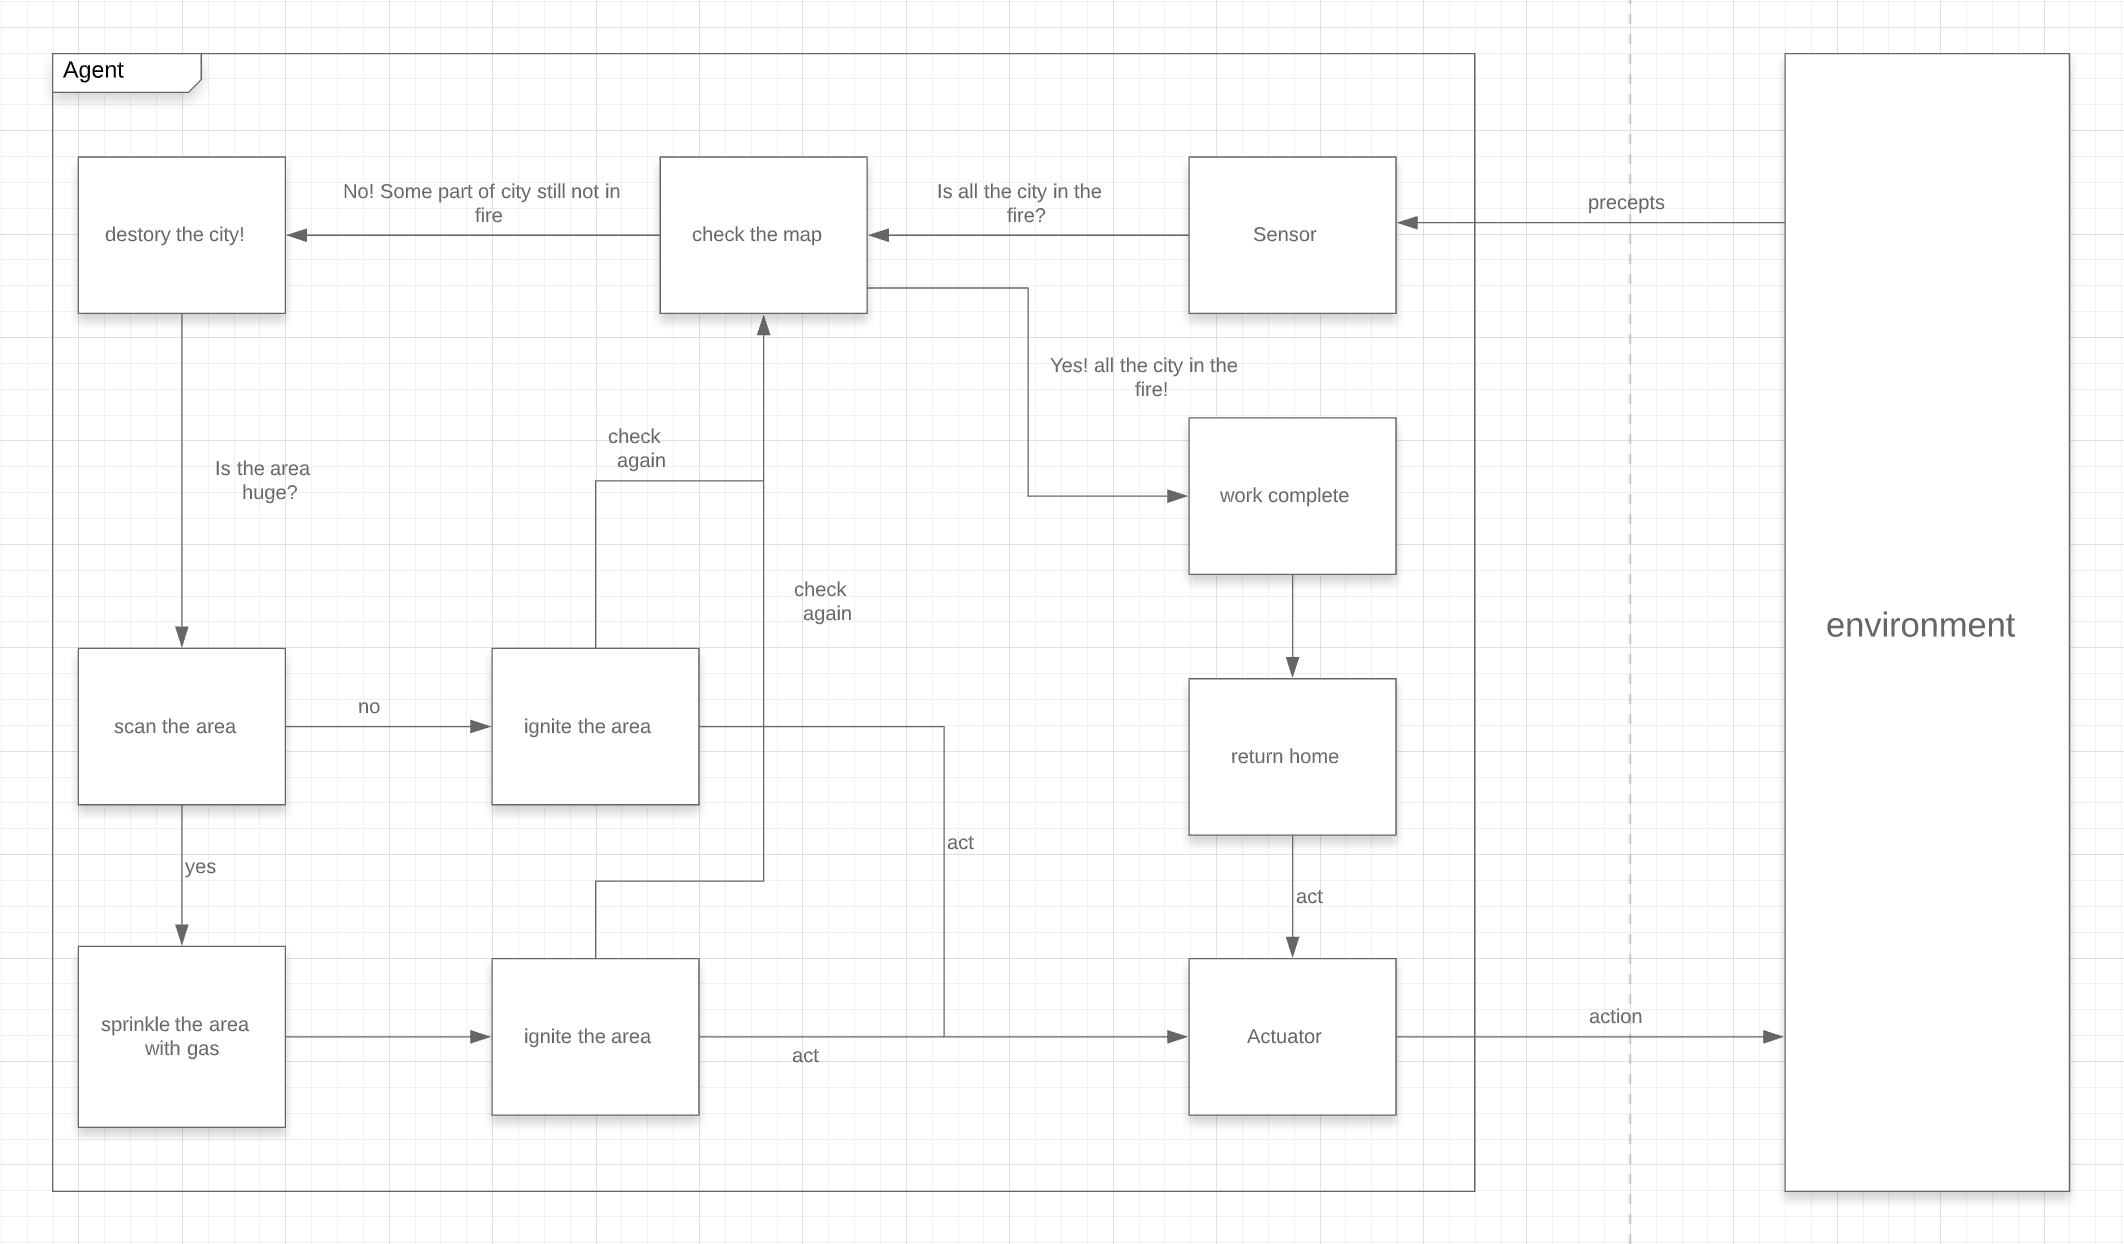 Agent
destory the city!
No! Some part of city still not in
fire
check the map
Is all the city in the
fire?
Sensor
precepts
Yes! all the city in the
fire!
check
again
Is the area
huge?
work complete
check
again
environment
scan the area
no
ignite the area
return home
act
yes
act
sprinkle the area
with gas
ignite the area
act
Actuator
action